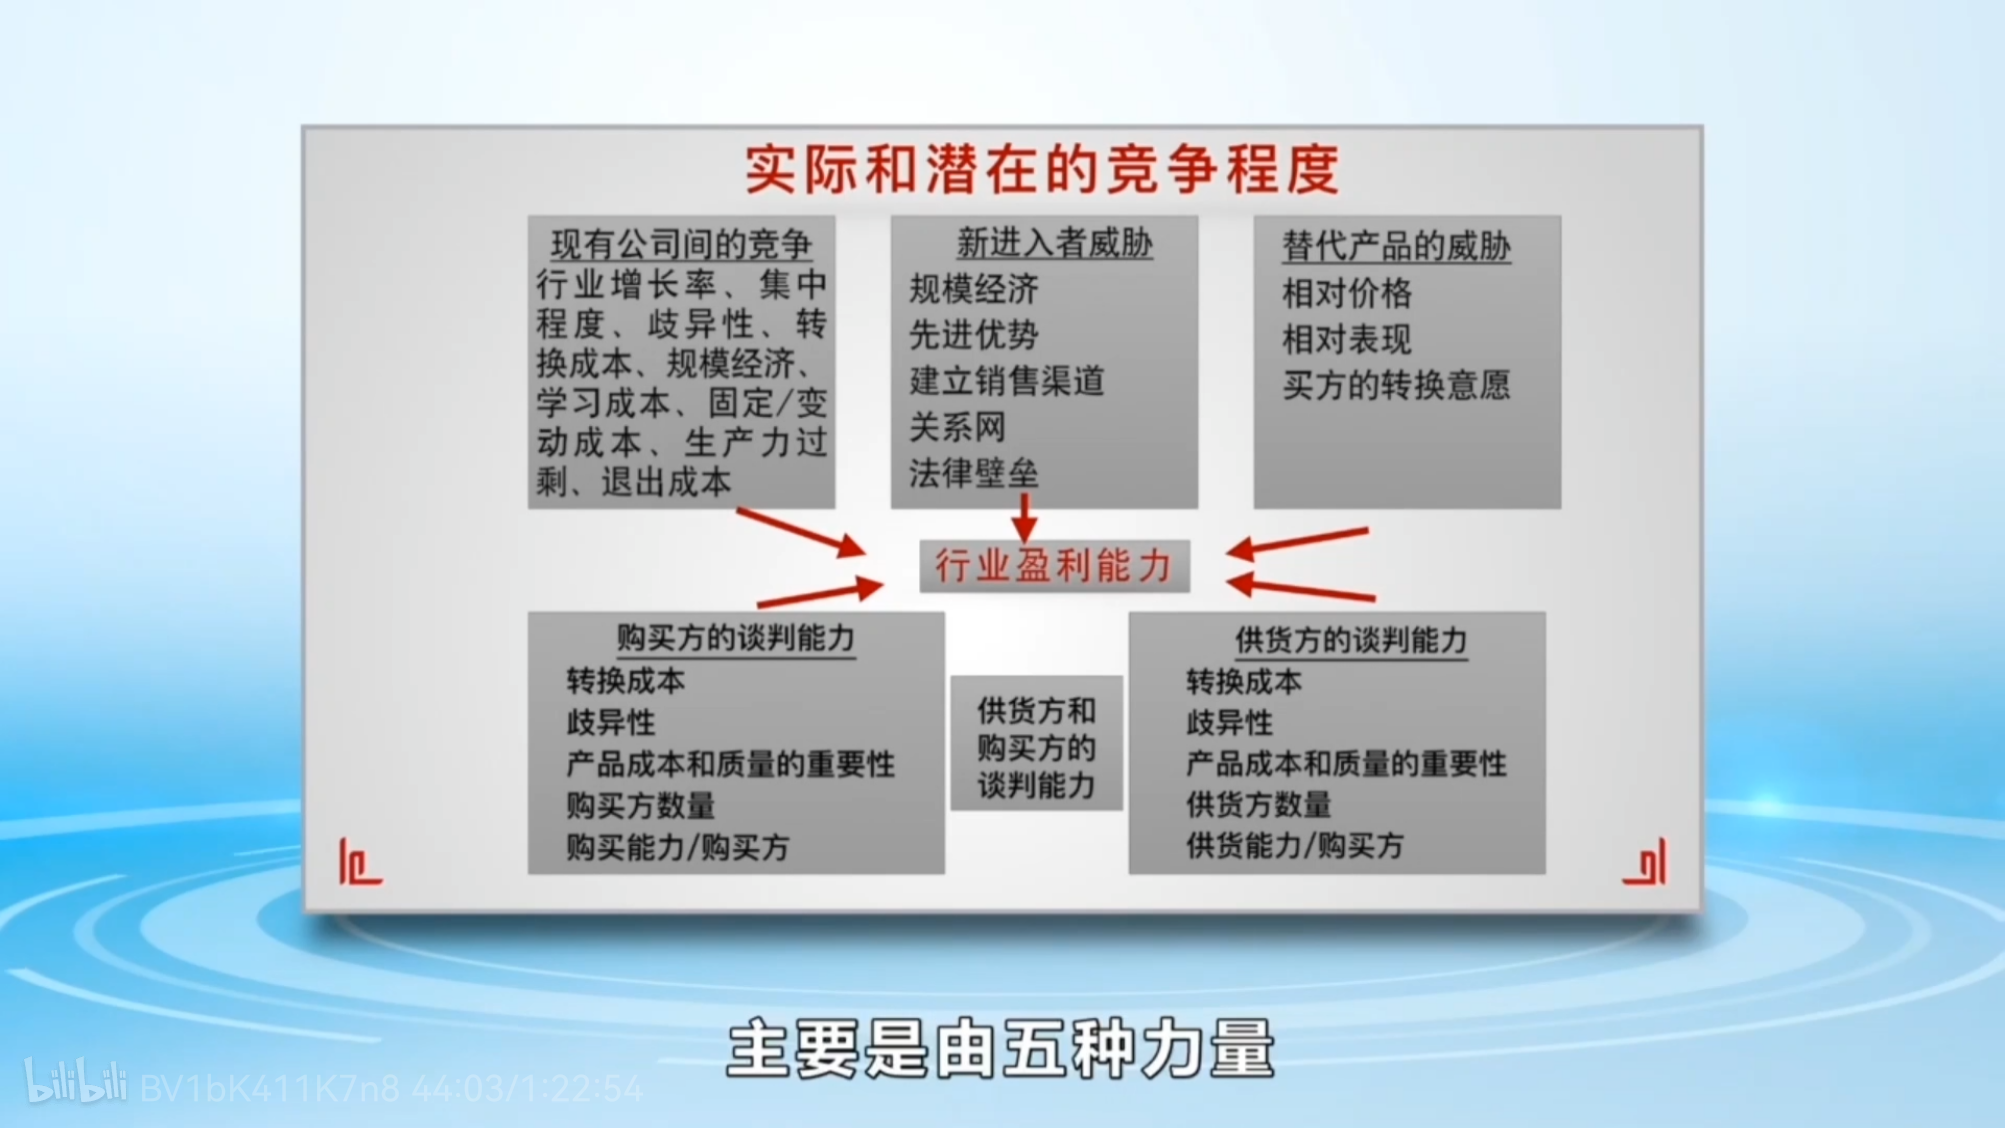 实际和潜在的竞争程度
现有公司间的竞争
行业增长率、集中
程度、歧异性、转
换成本、规模经济、
学习成本、固定/变
动成本、生产力过
剩、退出成本
新进入者威胁
规模经济
先进优势
建立销售渠道
关系网
法律壁垒
替代产品的威胁
相对价格
相对表现
买方的转换意愿
行业盈利能力
购买方的谈判能力
转换成本
歧异性
产品成本和质量的重要性
购买方数量
购买能力/购买方
供货方和
购买方的
谈判能力
供货方的谈判能力
转换成本
歧异性
产品成本和质量的重要性
供货方数量
供货能力/购买方
主要是由五种力量
bilibili BV1bK411K7n8 44:03/1:22:54